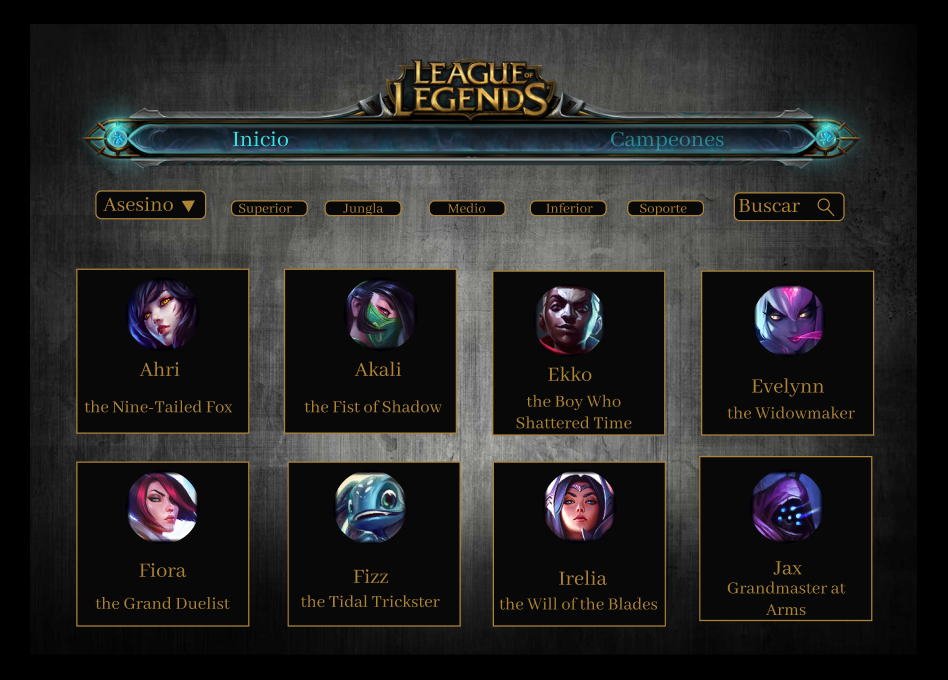 LEAGUE OF
LEGENDS
Inicio
Campeones
Asesino
Superior
Jungla
Medio
Inferior
Soporte
Buscar
Ahri
the Nine-Tailed Fox
Akali
the Fist of Shadow
Ekko
the Boy Who
Shattered Time
Evelynn
the Widowmaker
Fiora
the Grand Duelist
Fizz
the Tidal Trickster
Irelia
the Will of the Blades
Jax
Grandmaster at
Arms